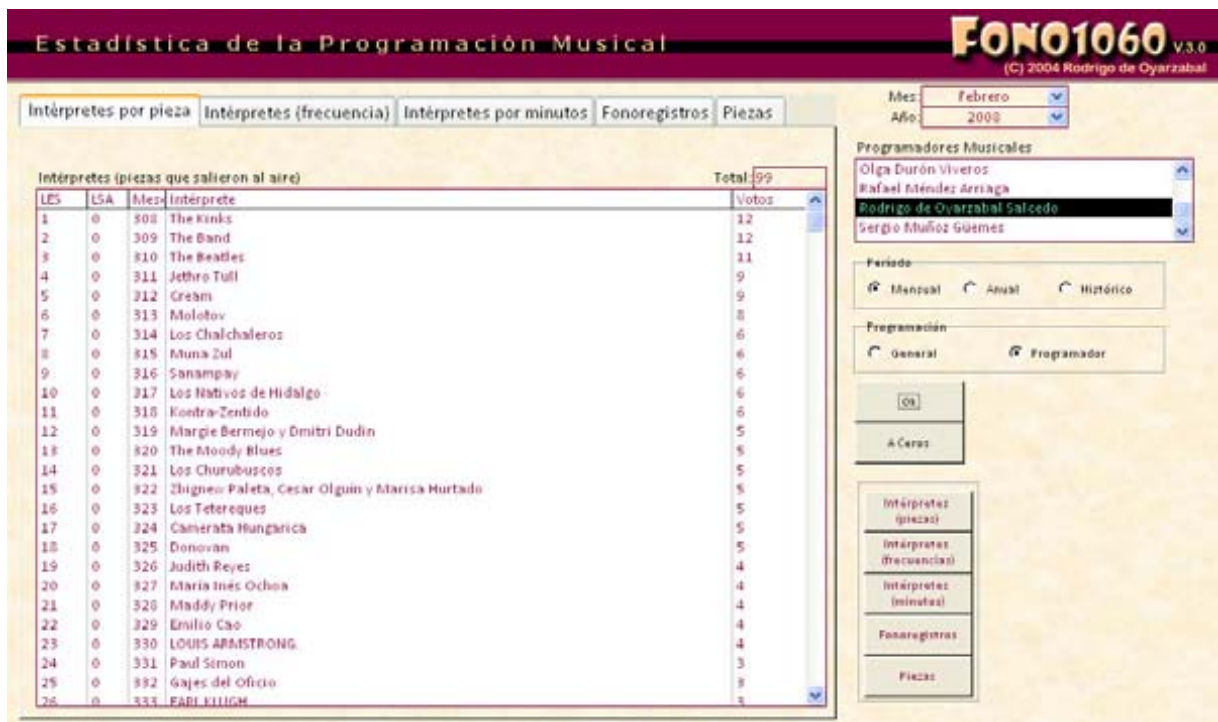 Estadística de la Programación Musical
FONO1060 V.3.0
(C) 2004 Rodrigo de Oyarzabal
Intérpretes por pieza Intérpretes (frecuencia) Intérpretes por minutos Fonoregistros Piezas
Intérpretes (piezas que salieron al aire) Total: 99
LES LSA Mes Intérprete Votos
1 0 308 The Kinks 12
2 0 309 The Band 12
3 0 310 The Beatles 11
4 0 311 Jethro Tull 9
5 0 312 Cream 9
6 0 313 Molotov 8
7 0 314 Los Chalchaleros 6
8 0 315 Muna Zul 6
9 0 316 Sanampay 6
10 0 317 Los Nativos de Hidalgo 6
11 0 318 Kontra-Zentido 6
12 0 319 Margie Bermejo y Dmitri Dudin 5
13 0 320 The Moody Blues 5
14 0 321 Los Churubuscos 5
15 0 322 Zbignew Paleta, Cesar Olguin y Marisa Hurtado 5
16 0 323 Los Tetereques 5
17 0 324 Camerata Hungarica 5
18 0 325 Donovan 5
19 0 326 Judith Reyes 4
20 0 327 María Inés Ochoa 4
21 0 328 Maddy Prior 4
22 0 329 Emilio Cao 4
23 0 330 LOUIS ARMSTRONG. 4
24 0 331 Paul Simon 3
25 0 332 Gajes del Oficio 3
26 0 333 EARL KLUGH 3
Mes: Febrero
Año: 2008
Programadores Musicales
Olga Durón Viveros
Rafael Méndez Arriaga
Rodrigo de Oyarzabal Salcedo
Sergio Muñoz Güemes
Período
Mensual Anual Histórico
Programación
General Programador
Ok
A Ceros
Intérpretes
(piezas)
Intérpretes
(frecuencias)
Intérpretes
(minutos)
Fonoregistros
Piezas